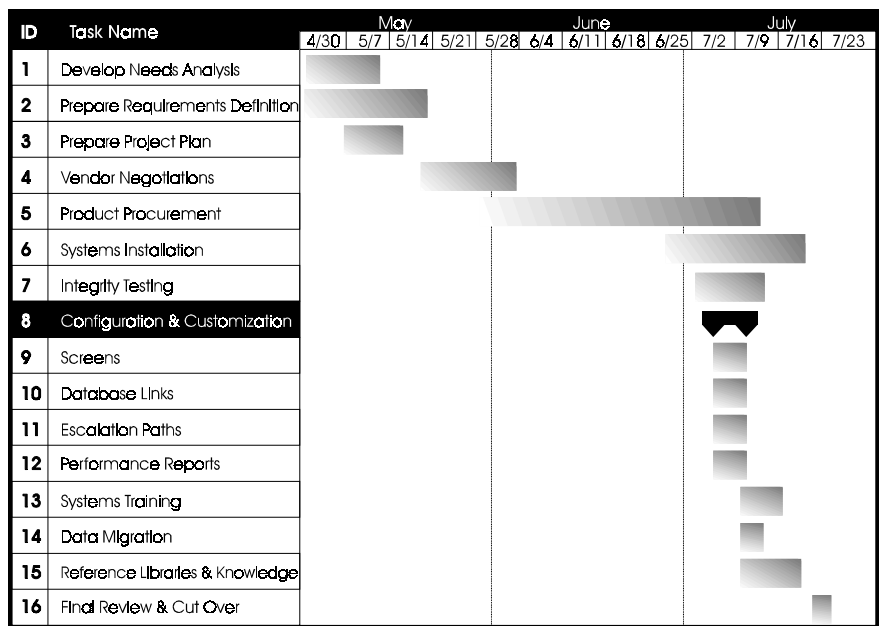 May June July
ID Task Name
4/30 5/7 5/14 5/21 5/28 6/4 6/11 6/18 6/25 7/2 7/9 7/16 7/23
1 Develop Needs Analysis
2 Prepare Requirements Definition
3 Prepare Project Plan
4 Vendor Negotiations
5 Product Procurement
6 Systems Installation
7 Integrity Testing
8 Configuration & Customization
9 Screens
10 Database Links
11 Escalation Paths
12 Performance Reports
13 Systems Training
14 Data Migration
15 Reference Libraries & Knowledge
16 Final Review & Cut Over